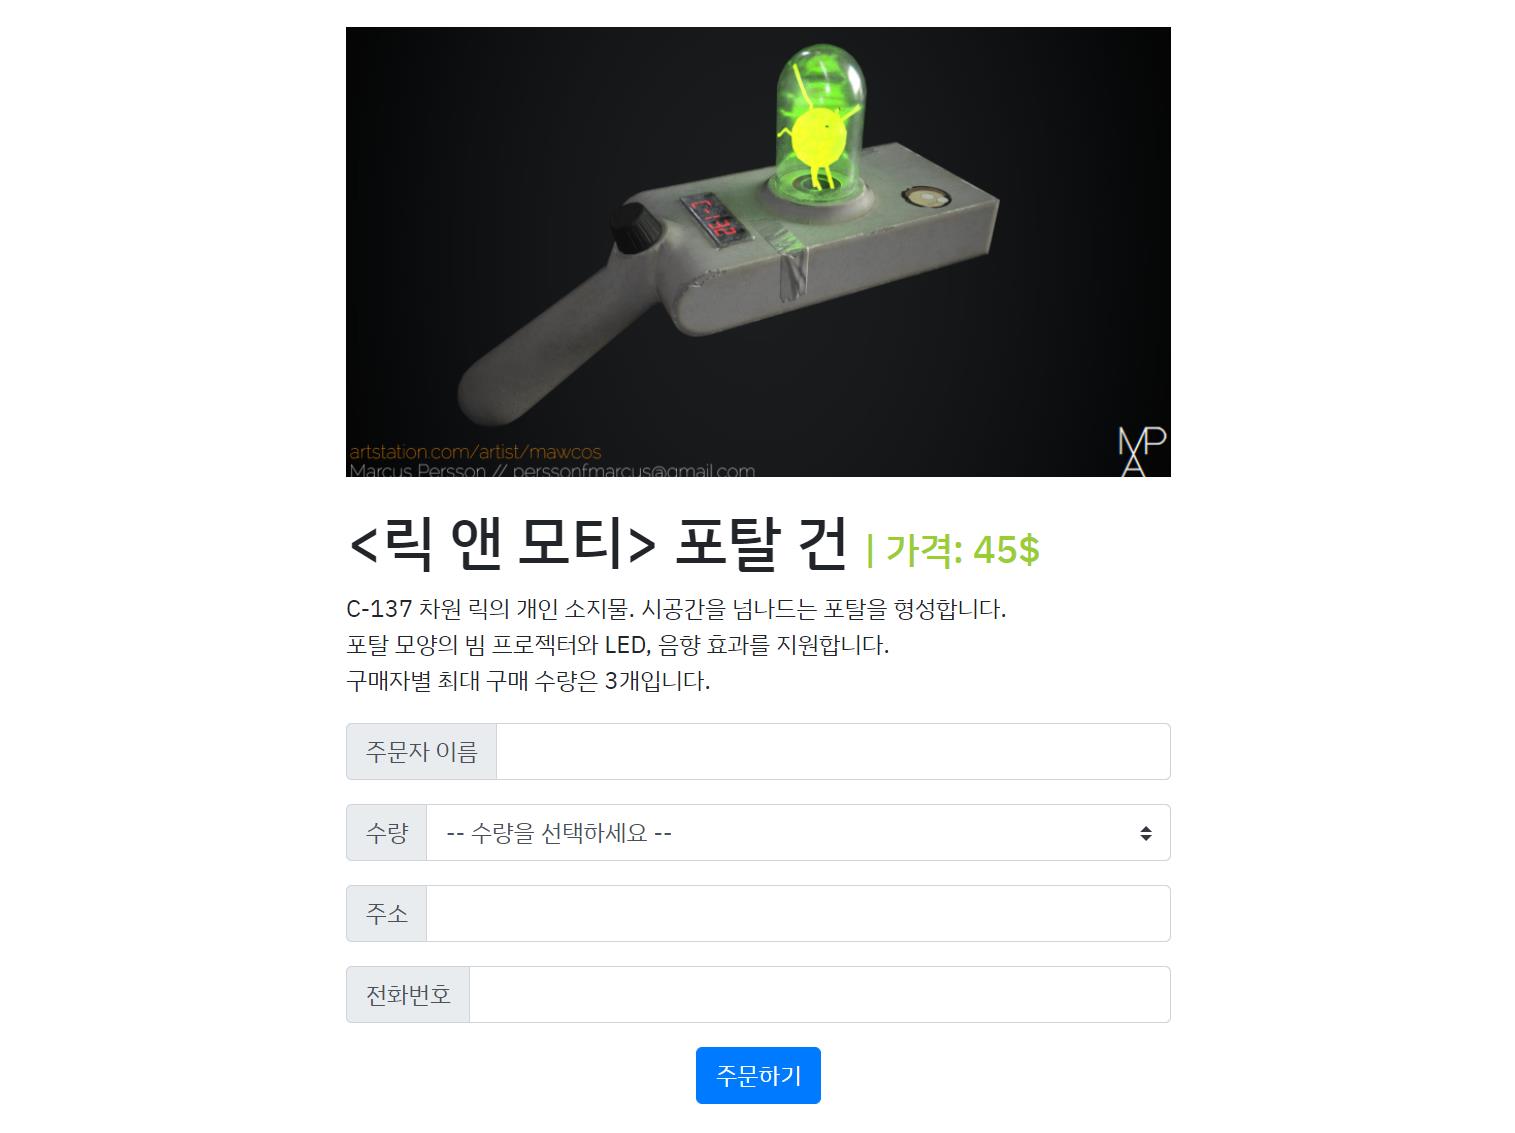 C-132
artstation.com/artist/mawcos
Marcus Persson // perssonfmarcus@gmail.com
MP
A
<릭 앤 모티> 포탈 건 | 가격: 45$
C-137 차원 릭의 개인 소지물. 시공간을 넘나드는 포탈을 형성합니다.
포탈 모양의 빔 프로젝터와 LED, 음향 효과를 지원합니다.
구매자별 최대 구매 수량은 3개입니다.
주문자 이름
수량 -- 수량을 선택하세요 --
주소
전화번호
주문하기